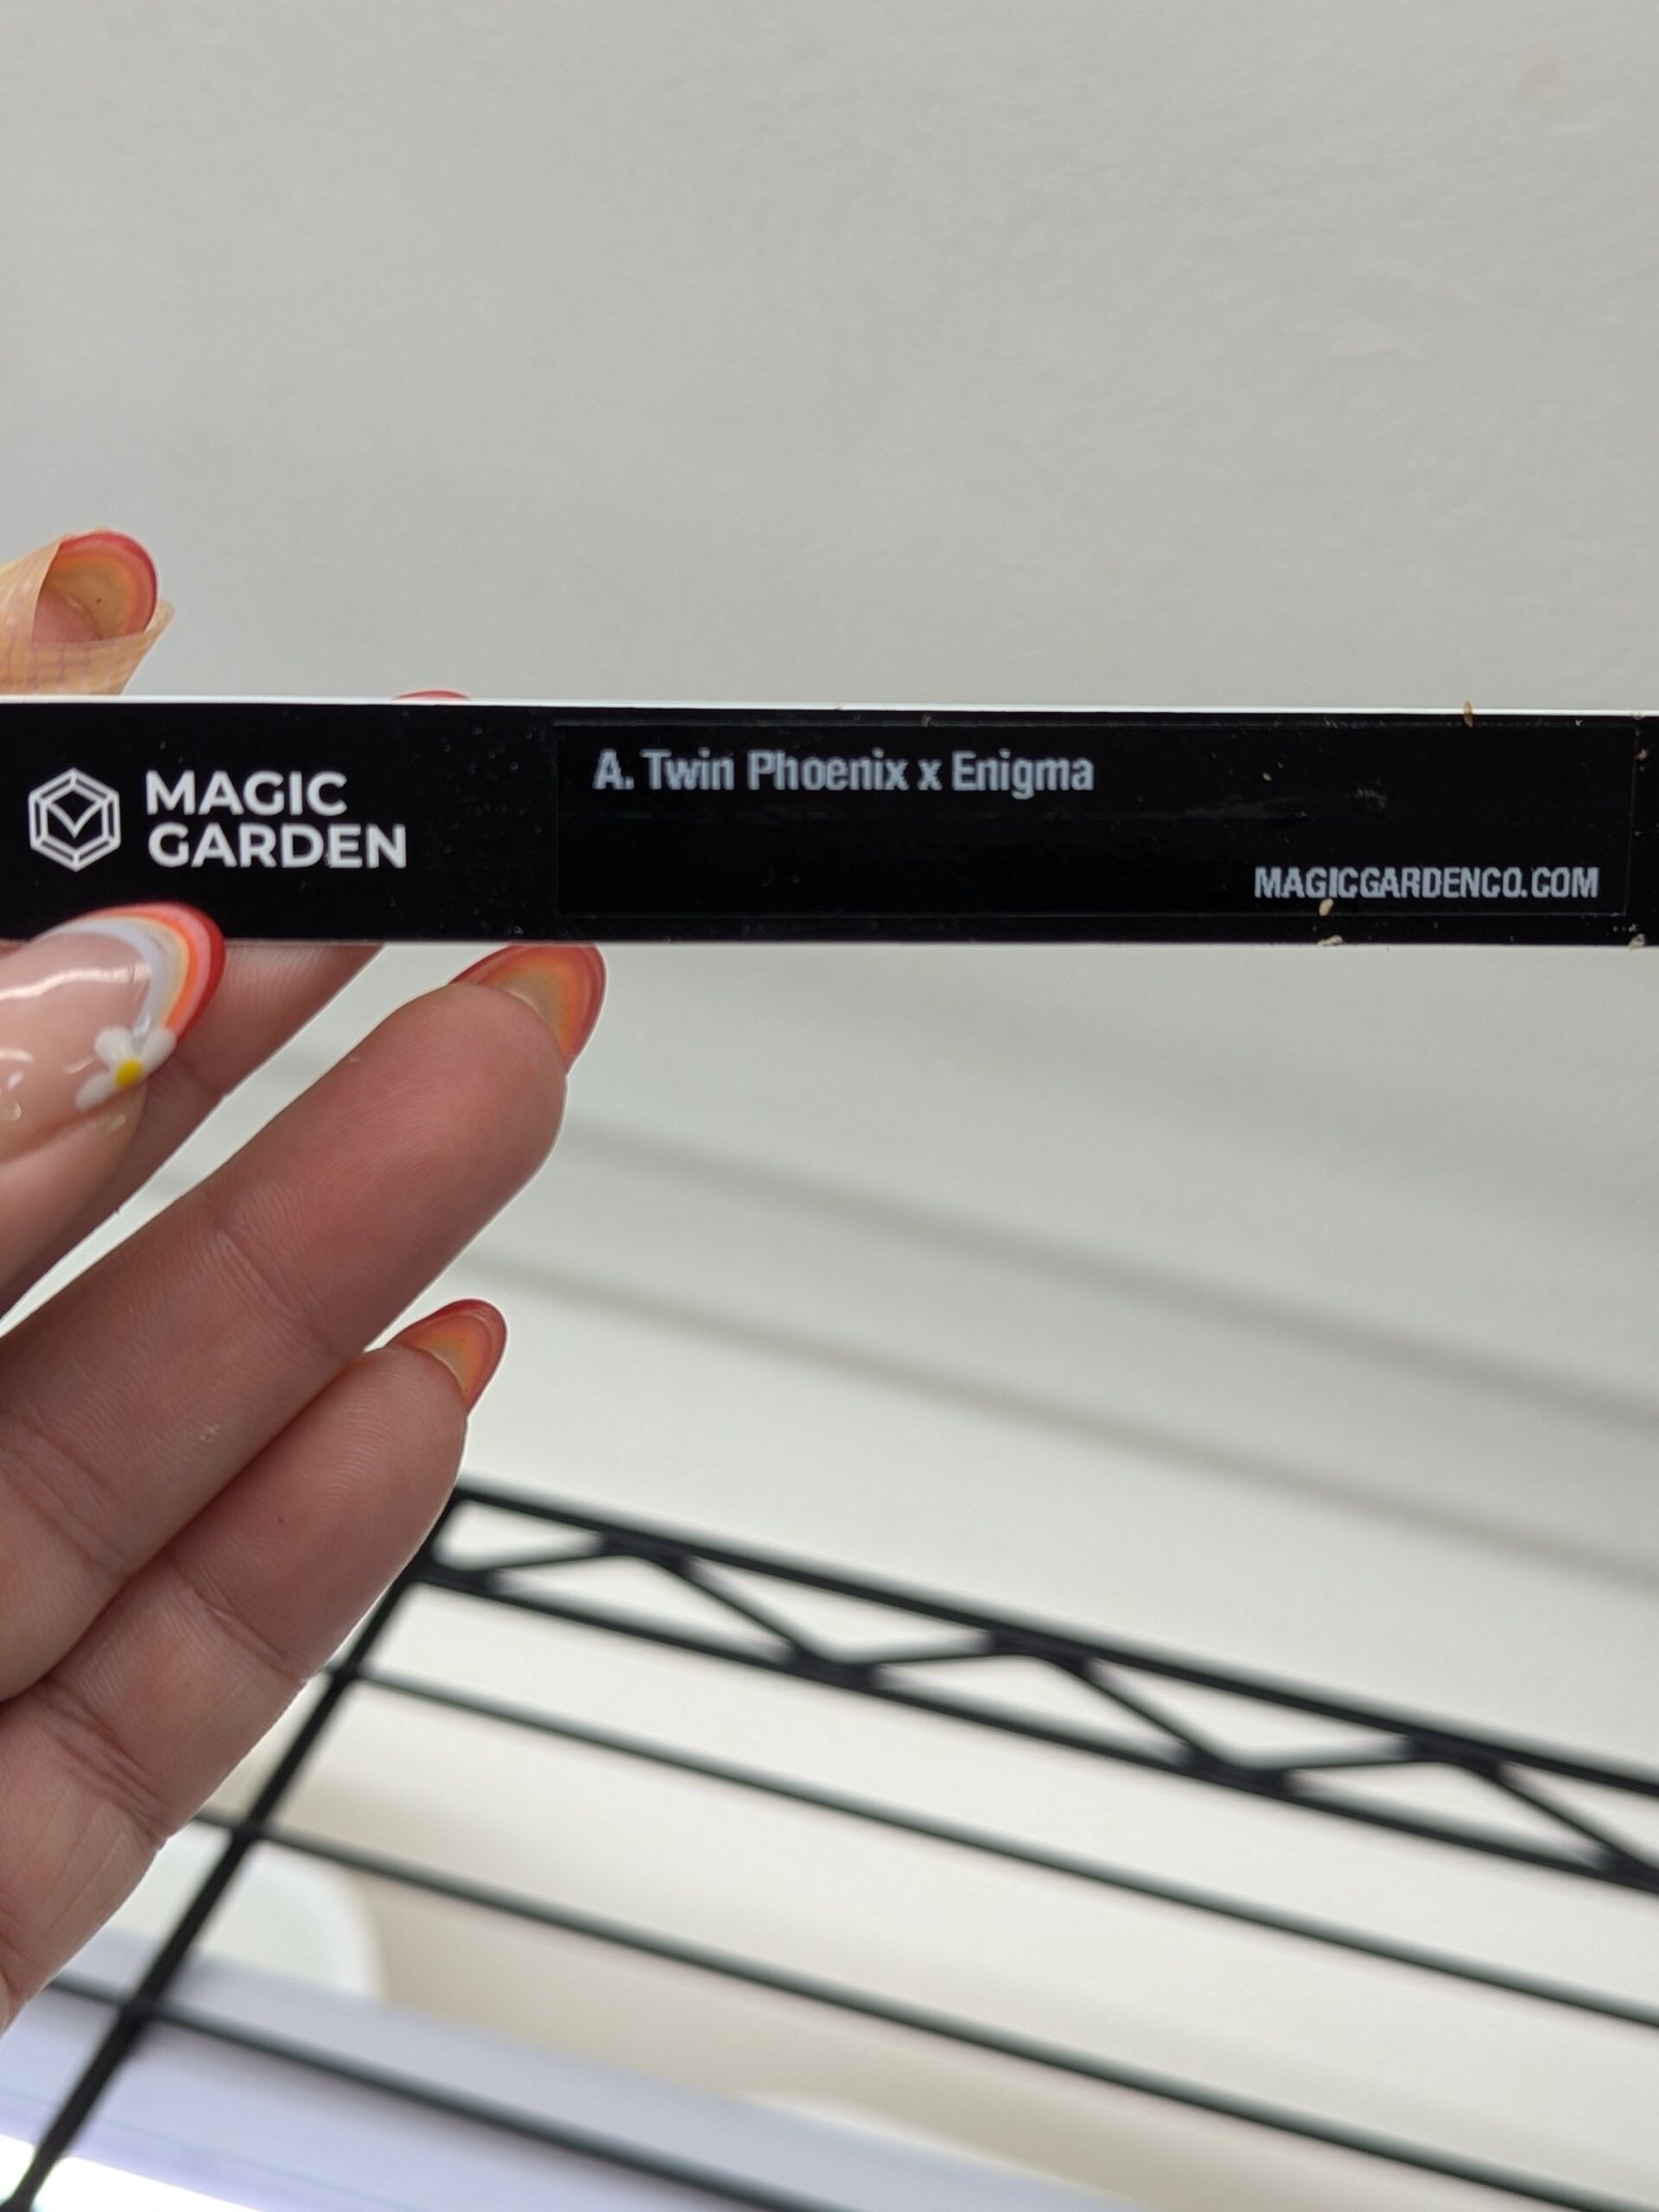 MAGIC
GARDEN
A. Twin Phoenix x Enigma
MAGICGARDENCO.COM